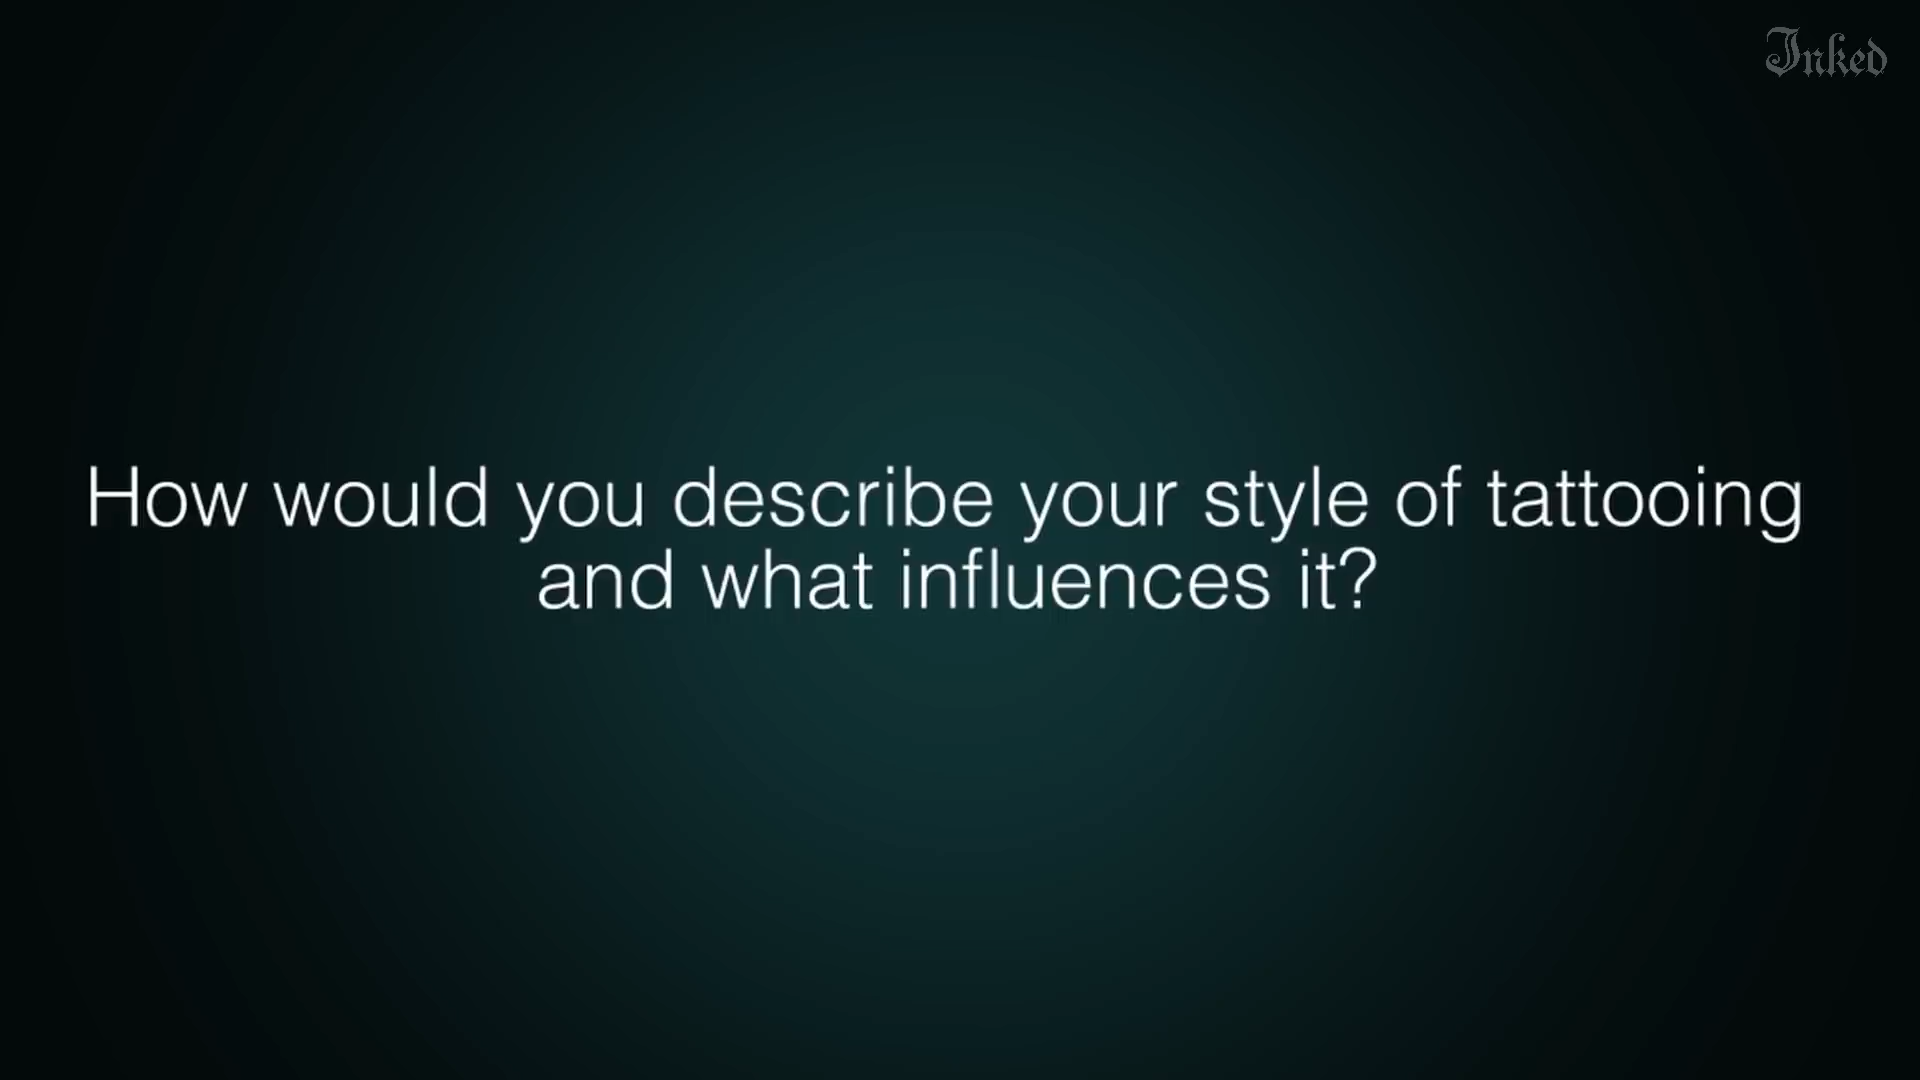 Inked
How would you describe your style of tattooing
and what influences it?